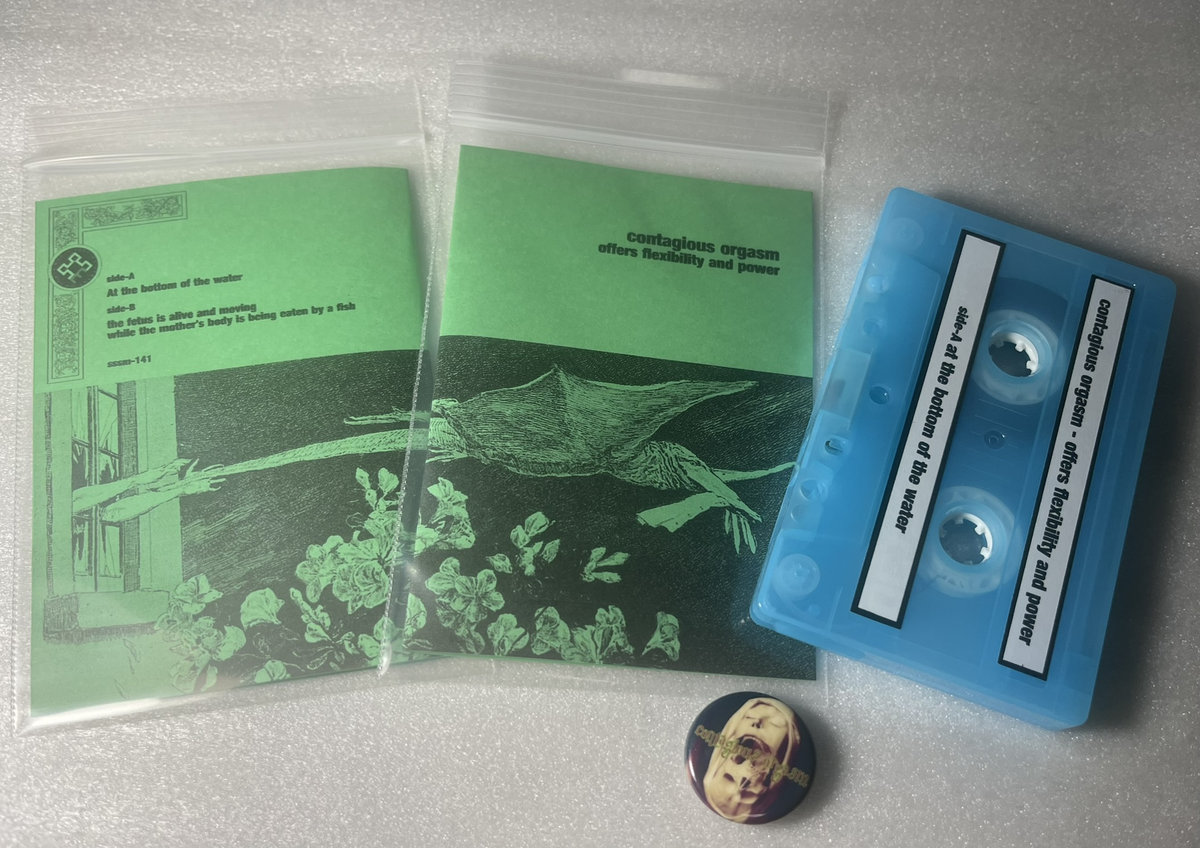 side-A
At the bottom of the water
side-B
the fetus is alive and moving
while the mother's body is being eaten by a fish
sssm-141
contagious orgasm
offers flexibility and power
contagious orgasm - offers flexibility and power
side-A at the bottom of the water